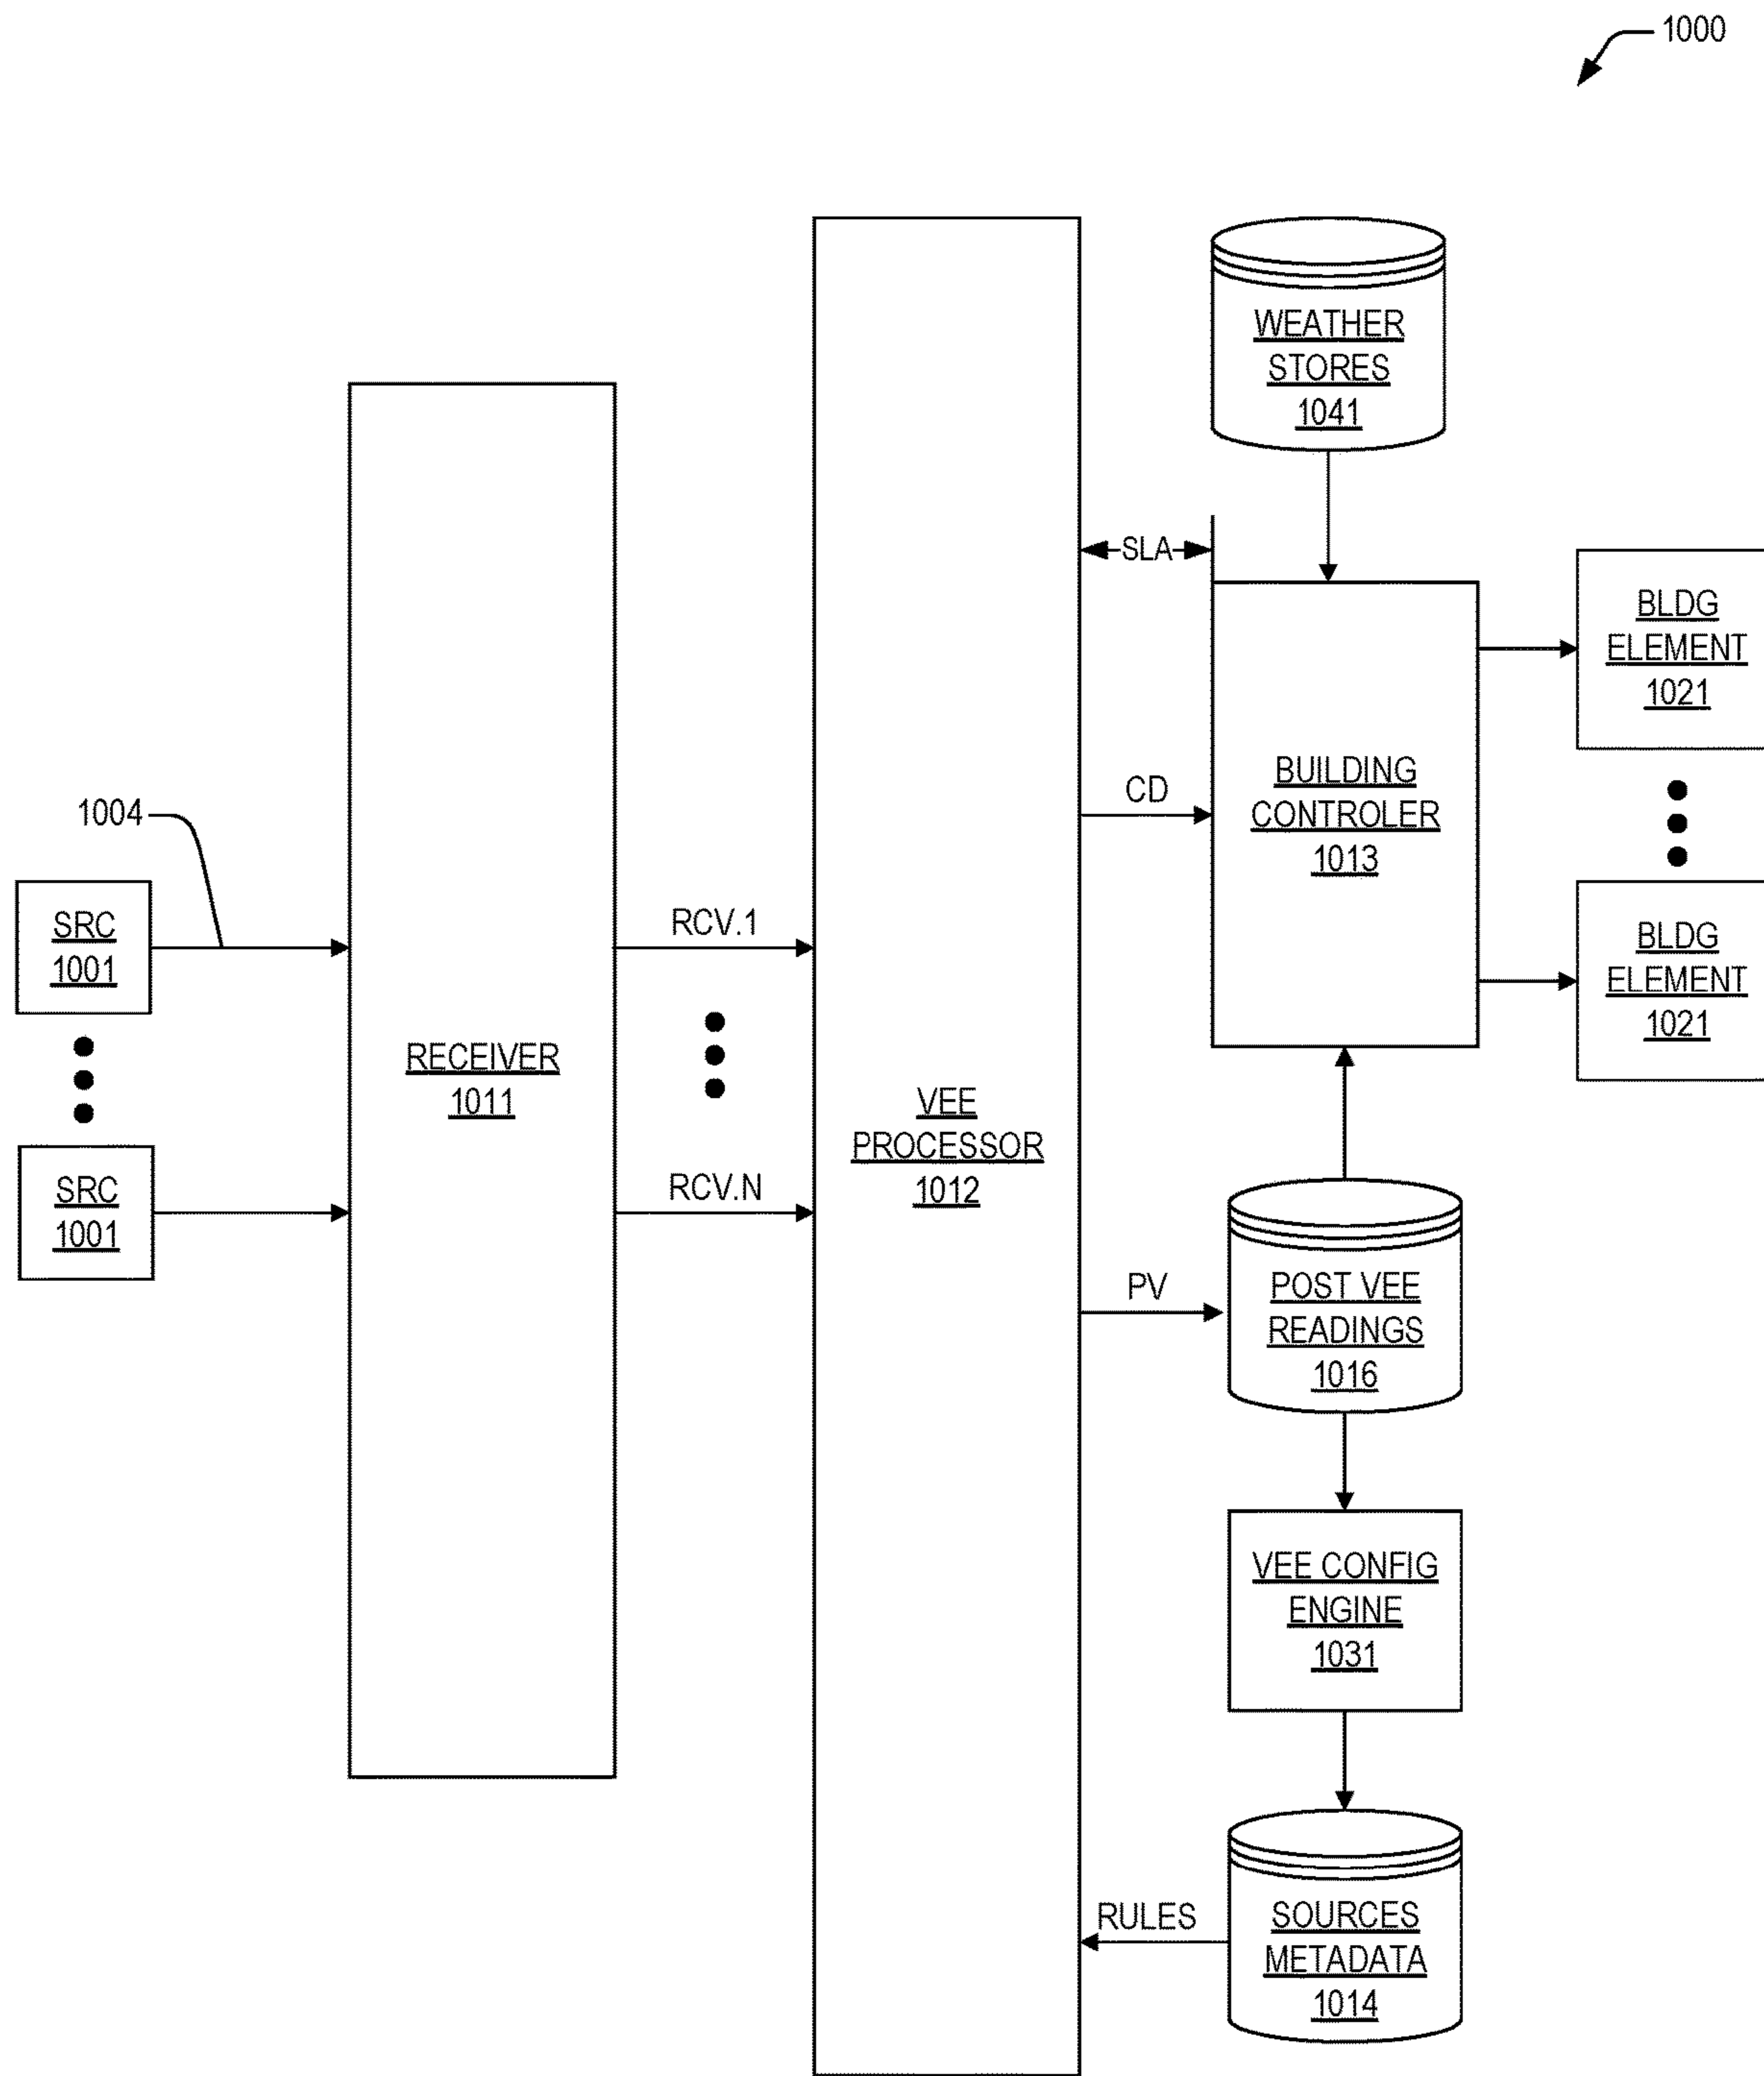 1000
WEATHER
STORES
1041
SLA
BLDG
ELEMENT
1021
CD
BUILDING
CONTROLER
1013
1004
SRC
1001
RCV.1
BLDG
ELEMENT
1021
RECEIVER
1011
VEE
PROCESSOR
1012
SRC
1001
RCV.N
PV
POST VEE
READINGS
1016
VEE CONFIG
ENGINE
1031
RULES
SOURCES
METADATA
1014